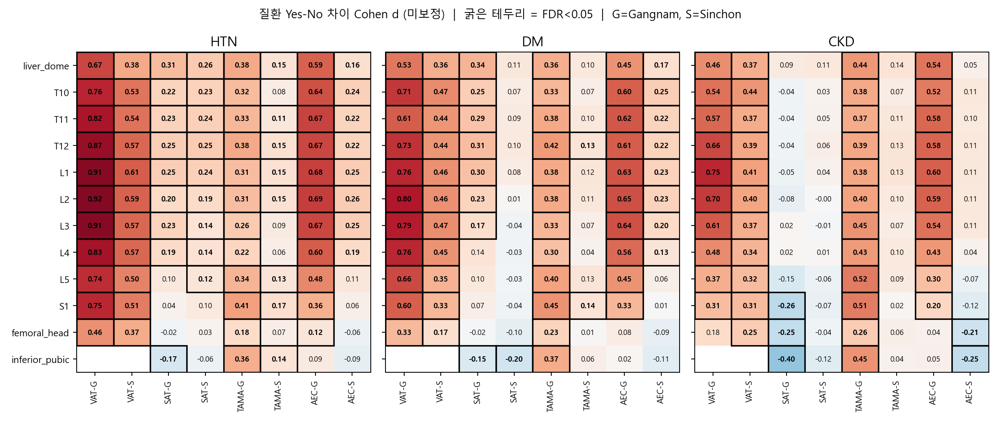 질환 Yes-No 차이 Cohen d (미보정) | 굵은 테두리 = FDR<0.05 | G=Gangnam, S=Sinchon
HTN DM CKD
liver_dome 0.67 0.38 0.31 0.26 0.38 0.15 0.59 0.16 0.53 0.36 0.34 0.11 0.36 0.10 0.45 0.17 0.46 0.37 0.09 0.11 0.44 0.14 0.54 0.05
T10 0.76 0.53 0.22 0.23 0.32 0.08 0.64 0.24 0.71 0.47 0.25 0.07 0.33 0.07 0.60 0.25 0.54 0.44 -0.04 0.03 0.38 0.07 0.52 0.11
T11 0.82 0.54 0.23 0.24 0.33 0.11 0.67 0.22 0.61 0.44 0.29 0.09 0.38 0.10 0.62 0.22 0.57 0.37 -0.04 0.05 0.37 0.11 0.58 0.10
T12 0.87 0.57 0.25 0.25 0.38 0.15 0.67 0.22 0.73 0.44 0.31 0.10 0.42 0.13 0.61 0.22 0.66 0.39 -0.04 0.06 0.39 0.13 0.58 0.11
L1 0.91 0.61 0.25 0.24 0.31 0.15 0.68 0.25 0.76 0.46 0.30 0.08 0.38 0.12 0.63 0.23 0.75 0.41 -0.05 0.04 0.38 0.13 0.60 0.11
L2 0.92 0.59 0.20 0.19 0.31 0.15 0.69 0.26 0.80 0.46 0.23 0.01 0.38 0.11 0.65 0.23 0.70 0.40 -0.08 -0.00 0.40 0.10 0.59 0.11
L3 0.91 0.57 0.23 0.14 0.26 0.09 0.67 0.25 0.79 0.47 0.17 -0.04 0.33 0.07 0.64 0.20 0.61 0.37 0.02 -0.01 0.45 0.07 0.54 0.11
L4 0.83 0.57 0.19 0.14 0.22 0.06 0.60 0.19 0.76 0.45 0.14 -0.03 0.30 0.04 0.56 0.13 0.48 0.34 0.02 0.01 0.43 0.10 0.43 0.04
L5 0.74 0.50 0.10 0.12 0.34 0.13 0.48 0.11 0.66 0.35 0.10 -0.03 0.40 0.13 0.45 0.06 0.37 0.32 -0.15 -0.06 0.52 0.09 0.30 -0.07
S1 0.75 0.51 0.04 0.10 0.41 0.17 0.36 0.06 0.60 0.33 0.07 -0.04 0.45 0.14 0.33 0.01 0.31 0.31 -0.26 -0.07 0.51 0.02 0.20 -0.12
femoral_head 0.46 0.37 -0.02 0.03 0.18 0.07 0.12 -0.06 0.33 0.17 -0.02 -0.10 0.23 0.01 0.08 -0.09 0.18 0.25 -0.25 -0.04 0.26 0.06 0.04 -0.21
inferior_pubic -0.17 -0.06 0.36 0.14 0.09 -0.09 -0.15 -0.20 0.37 0.06 0.02 -0.11 -0.40 -0.12 0.45 0.04 0.05 -0.25
VAT-G VAT-S SAT-G SAT-S TAMA-G TAMA-S AEC-G AEC-S VAT-G VAT-S SAT-G SAT-S TAMA-G TAMA-S AEC-G AEC-S VAT-G VAT-S SAT-G SAT-S TAMA-G TAMA-S AEC-G AEC-S